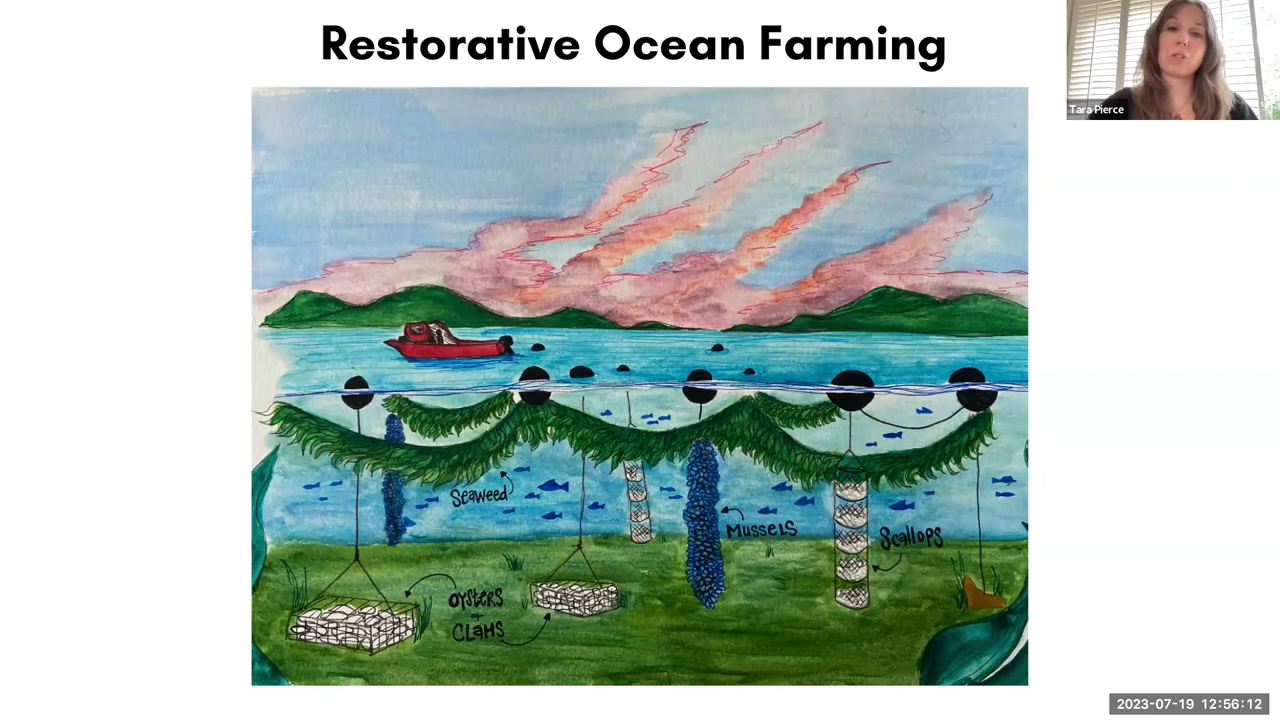 Restorative Ocean Farming
Tara Pierce
Seaweed
Mussels
Scallops
Oysters
+
Clams
2023-07-19 12:56:12